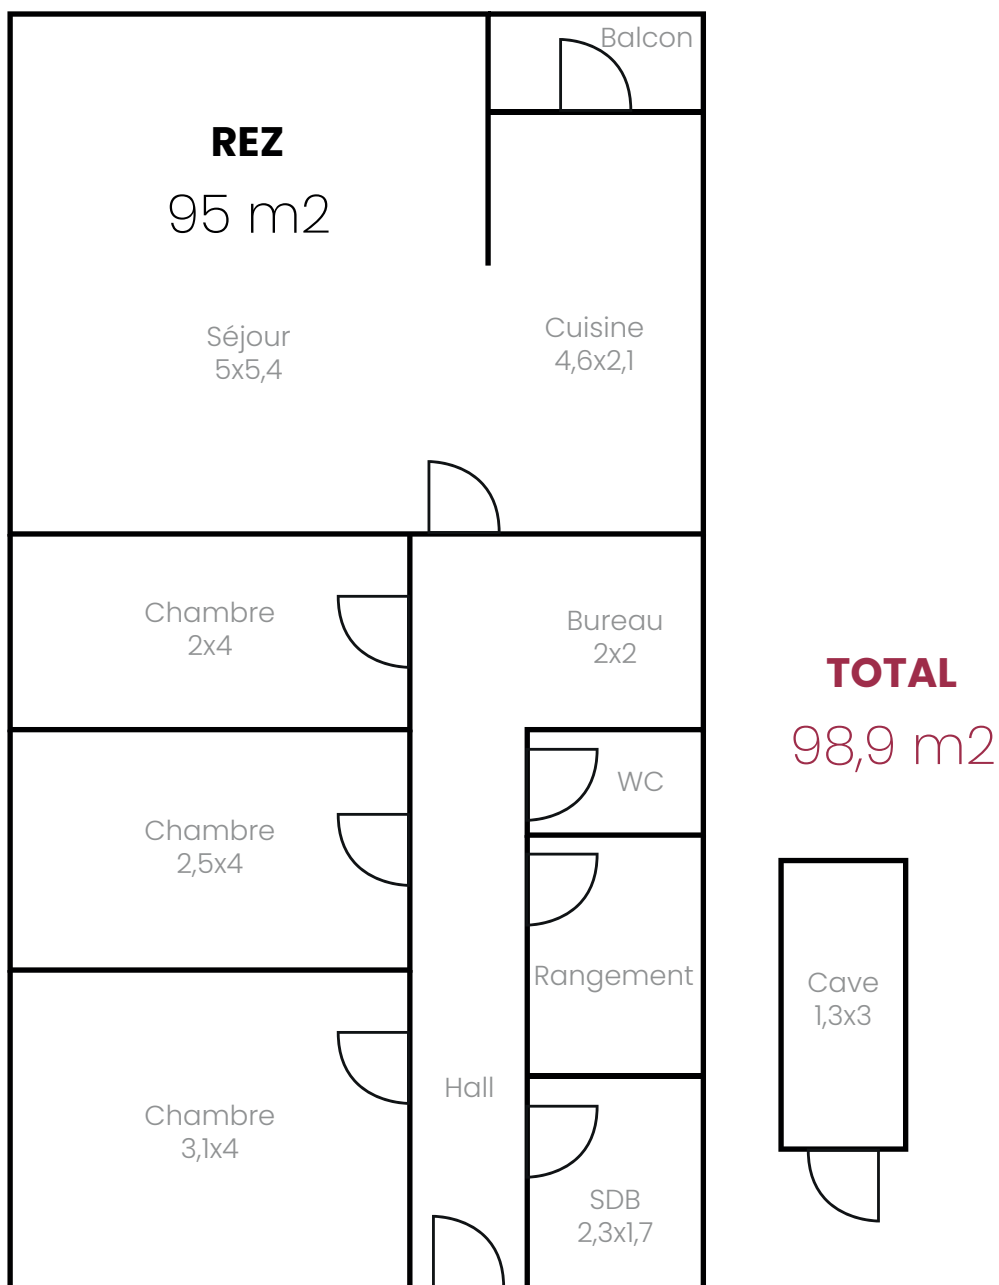 Balcon
REZ
95 m2
Séjour
5x5,4
Cuisine
4,6x2,1
Chambre
2x4
Bureau
2x2
TOTAL
98,9 m2
WC
Chambre
2,5x4
Rangement
Cave
1,3x3
Hall
Chambre
3,1x4
SDB
2,3x1,7